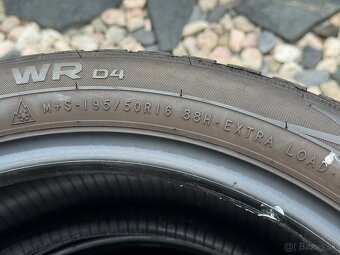 WR D4
M+S - 195/50R16 88H · EXTRA LOAD ·